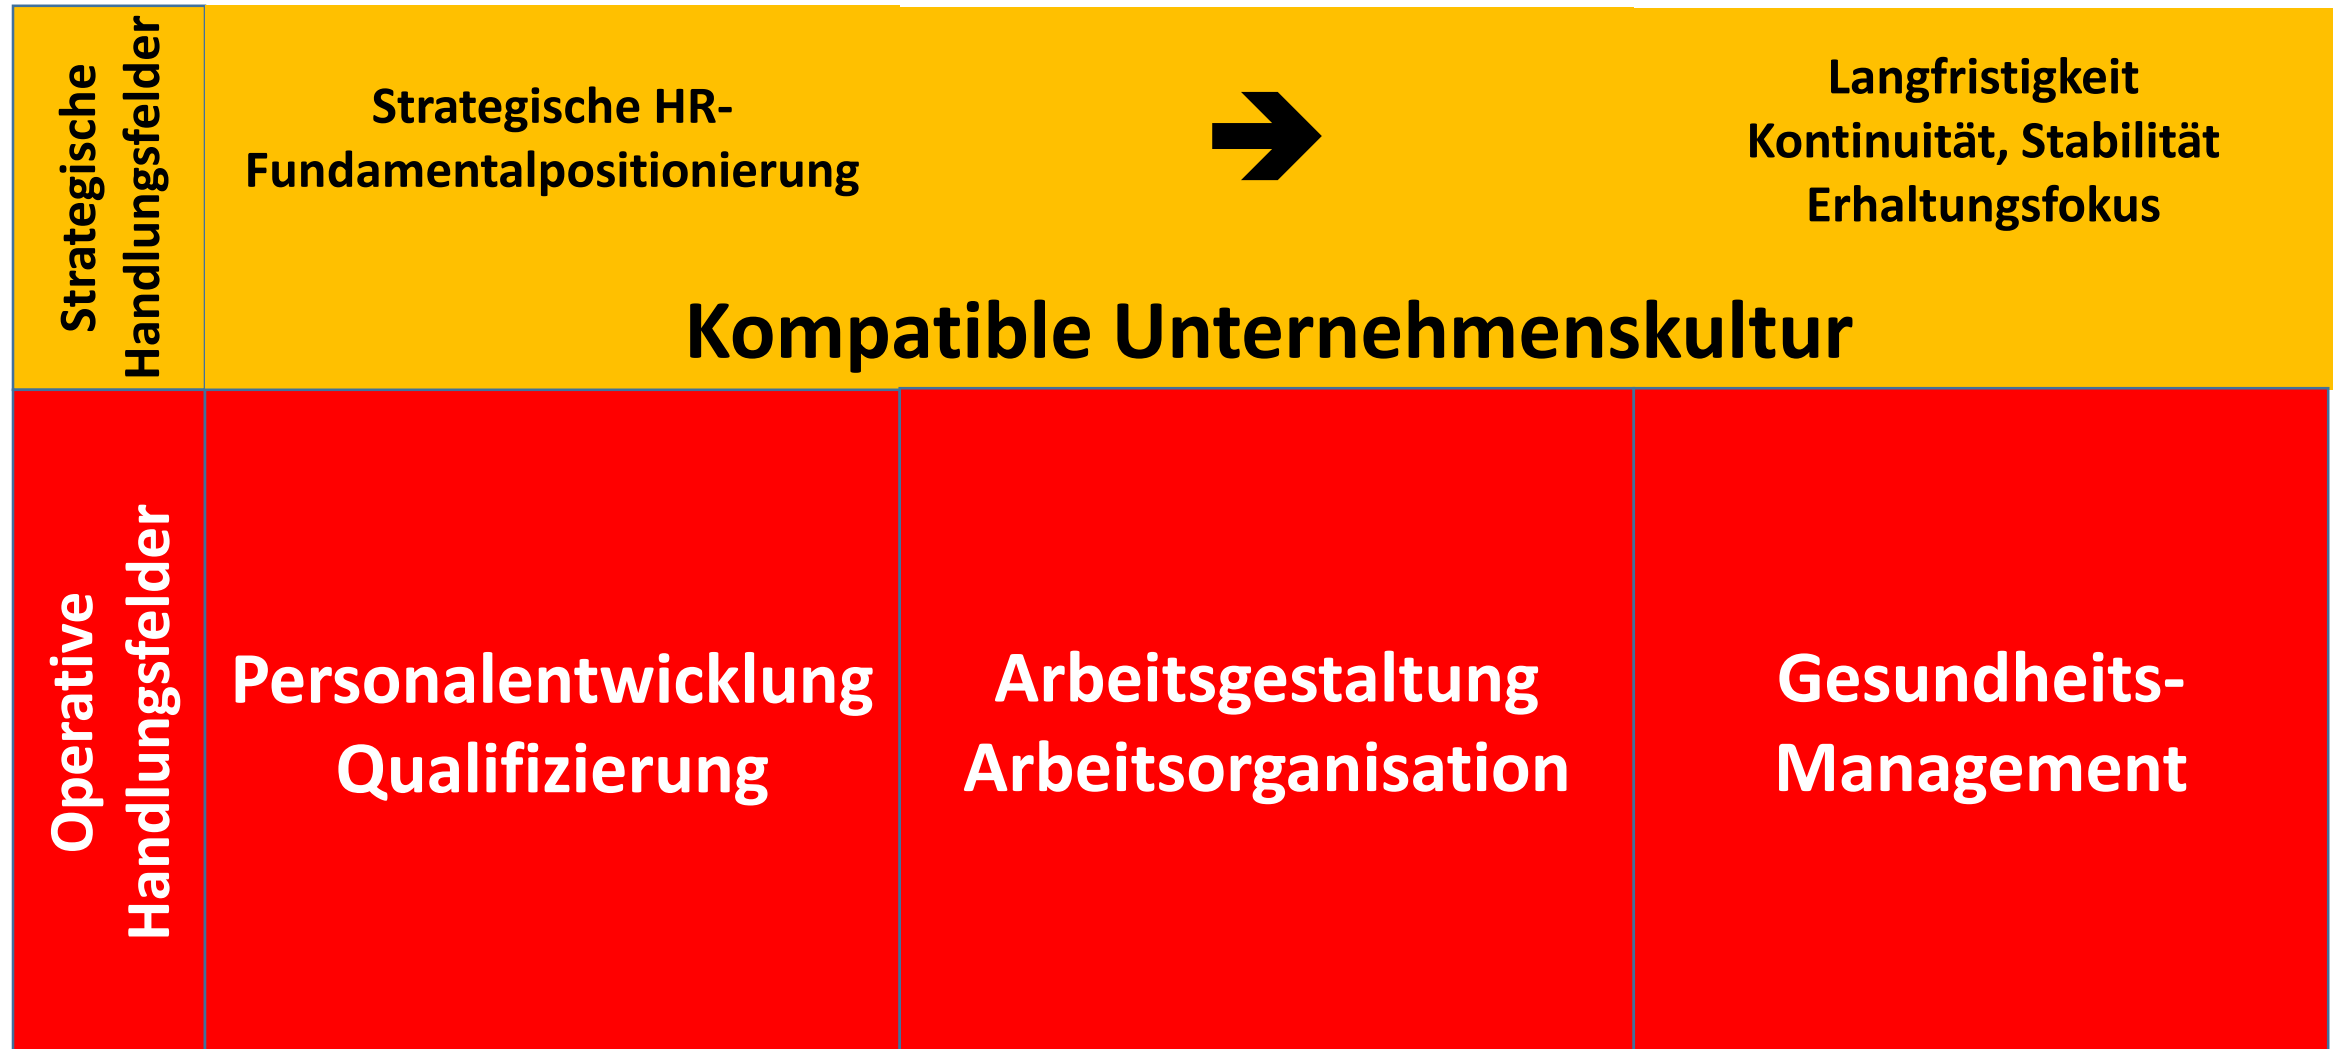 Strategische
Handlungsfelder
Strategische HR-
Fundamentalpositionierung
Langfristigkeit
Kontinuität, Stabilität
Erhaltungsfokus
Kompatible Unternehmenskultur
Operative
Handlungsfelder
Personalentwicklung
Qualifizierung
Arbeitsgestaltung
Arbeitsorganisation
Gesundheits-
Management